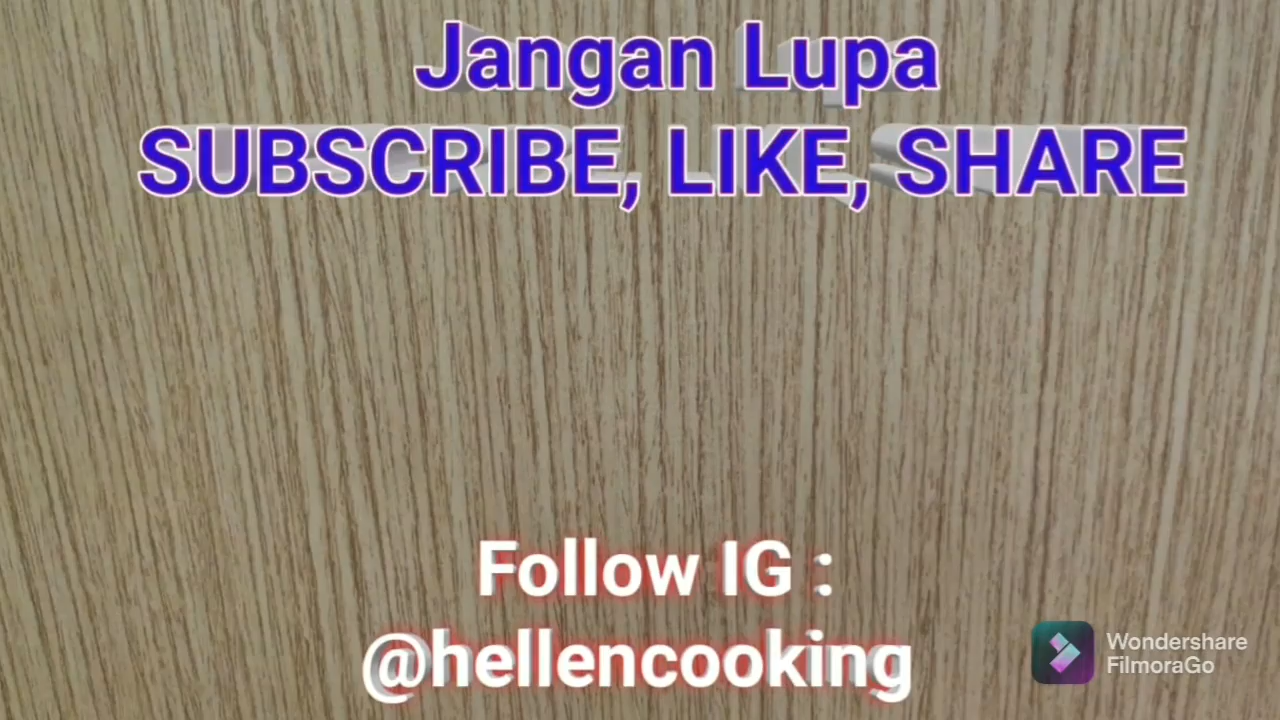 Jangan Lupa
SUBSCRIBE, LIKE, SHARE
Follow IG :
@hellencooking
Wondershare
FilmoraGo